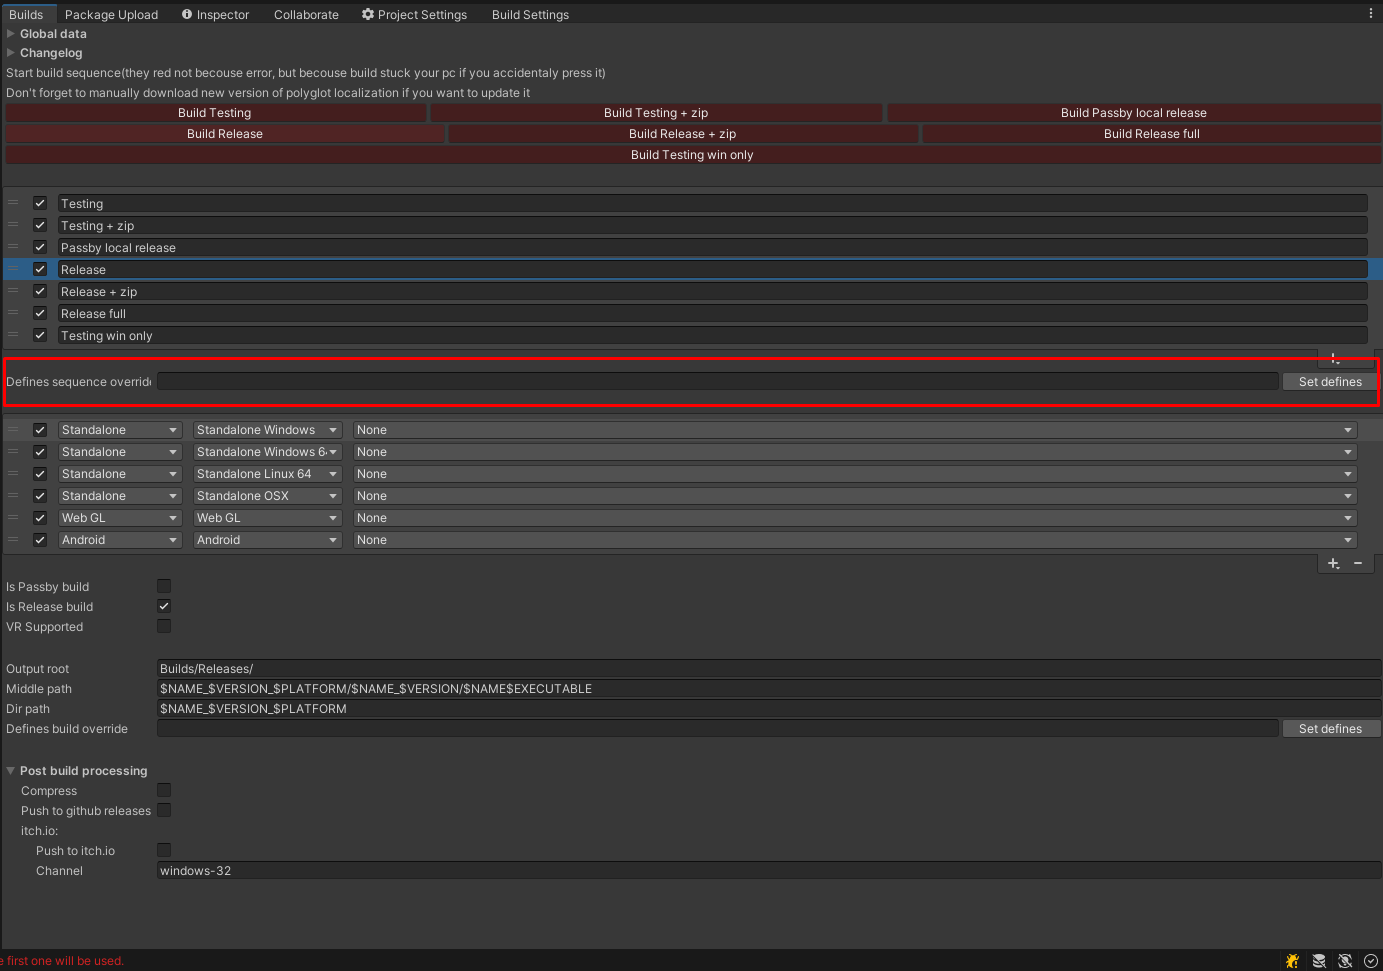 Builds Package Upload Inspector Collaborate Project Settings Build Settings
Global data
Changelog
Start build sequence(they red not becouse error, but becouse build stuck your pc if you accidentaly press it)
Don't forget to manually download new version of polyglot localization if you want to update it
Build Testing Build Testing + zip Build Passby local release
Build Release Build Release + zip Build Release full
Build Testing win only
Testing
Testing + zip
Passby local release
Release
Release + zip
Release full
Testing win only
Defines sequence override Set defines
Standalone Standalone Windows None
Standalone Standalone Windows 6 None
Standalone Standalone Linux 64 None
Standalone Standalone OSX None
Web GL Web GL None
Android Android None
Is Passby build
Is Release build
VR Supported
Output root Builds/Releases/
Middle path $NAME_$VERSION_$PLATFORM/$NAME_$VERSION/$NAME$EXECUTABLE
Dir path $NAME_$VERSION_$PLATFORM
Defines build override Set defines
Post build processing
Compress
Push to github releases
itch.io:
Push to itch.io
Channel windows-32
e first one will be used.